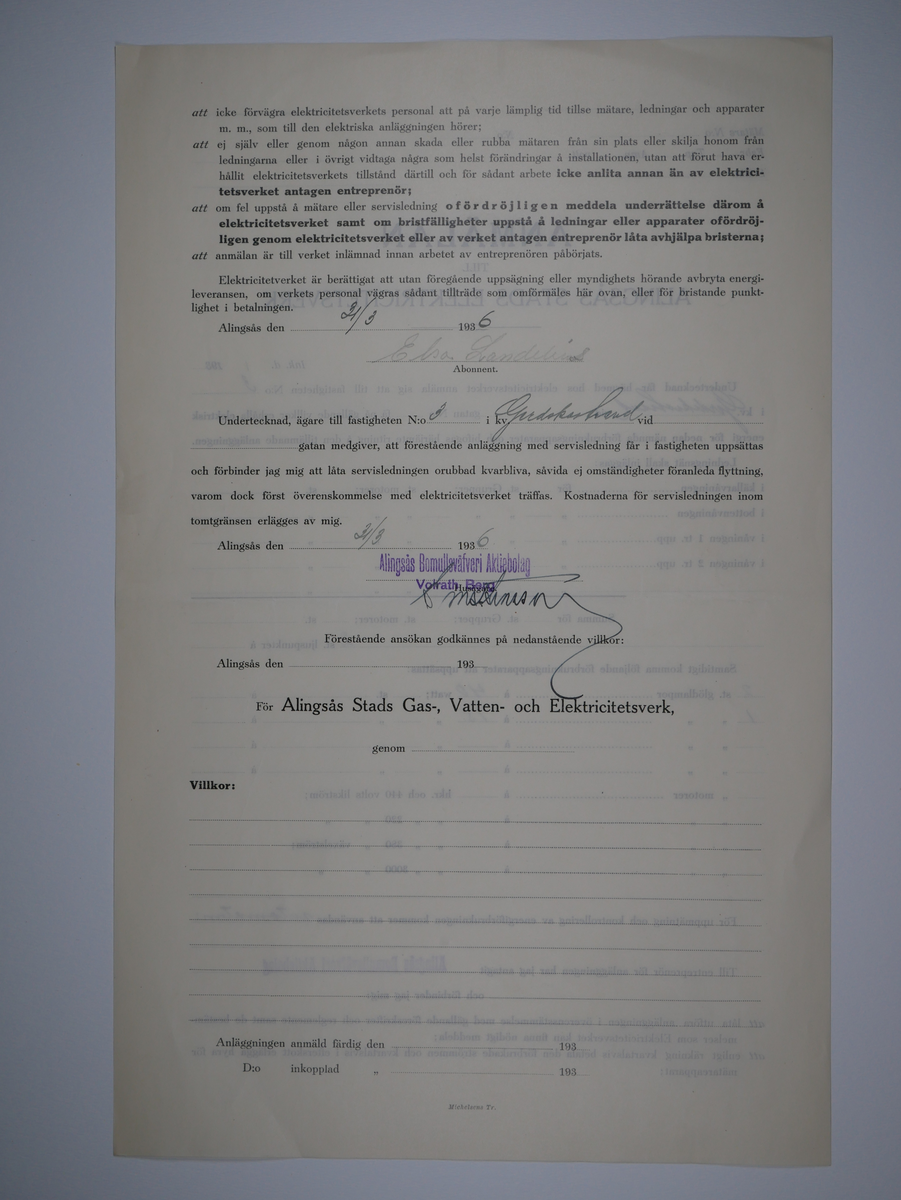 att icke förvägra elektricitetsverkets personal att på varje lämplig tid tillse mätare, ledningar och apparater
m. m., som till den elektriska anläggningen hörer;
att ej själv eller genom någon annan skada eller rubba mätaren från sin plats eller skilja honom från
ledningarna eller i övrigt vidtaga några som helst förändringar å installationen, utan att förut hava er-
hållit elektricitetsverkets tillstånd därtill och för sådant arbete icke anlita annan än av elektrici-
tetsverket antagen entreprenör;
att om fel uppstå å mätare eller servisledning ofördröjligen meddela underrättelse därom å
elektricitetsverket samt om bristfälligheter uppstå å ledningar eller apparater ofördröj-
ligen genom elektricitetsverket eller av verket antagen entreprenör låta avhjälpa bristerna;
att anmälan är till verket inlämnad innan arbetet av entreprenören påbörjats.
Elektricitetverket är berättigat att utan föregående uppsägning eller myndighets hörande avbryta energi-
leveransen, om verkets personal vägras sådant tillträde som omförmäles här ovan, eller för bristande punkt-
lighet i betalningen.
Alingsås den 2/3 1936
Elsa Landelius
Abonnent.
Undertecknad, ägare till fastigheten N:o 3 i kv. vid
gatan medgiver, att förestående anläggning med servisledning får i fastigheten uppsättas
och förbinder jag mig att låta servisledningen orubbad kvarbliva, såvida ej omständigheter föranleda flyttning,
varom dock först överenskommelse med elektricitetsverket träffas. Kostnaderna för servisledningen inom
tomtgränsen erlägges av mig.
Alingsås den 2/3 1936
Alingsås Bomullsväfveri Aktiebolag
Volrath Berg
Förestående ansökan godkännes på nedanstående villkor:
Alingsås den 193
För Alingsås Stads Gas-, Vatten- och Elektricitetsverk,
genom
Villkor:
Anläggningen anmäld färdig den 193
D:o inkopplad „ 193
Michelsens Tr.